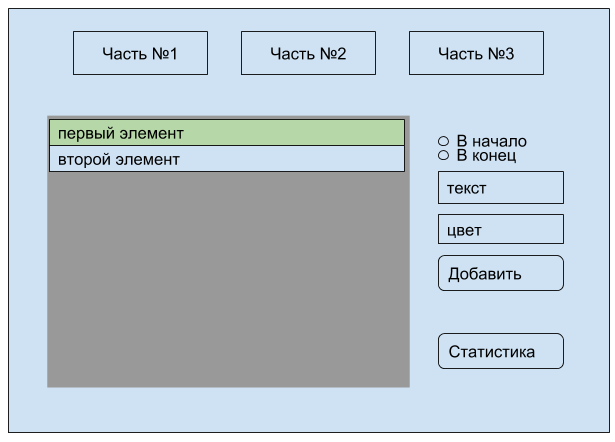 Часть №1 Часть №2 Часть №3
первый элемент
второй элемент
В начало
В конец
текст
цвет
Добавить
Статистика